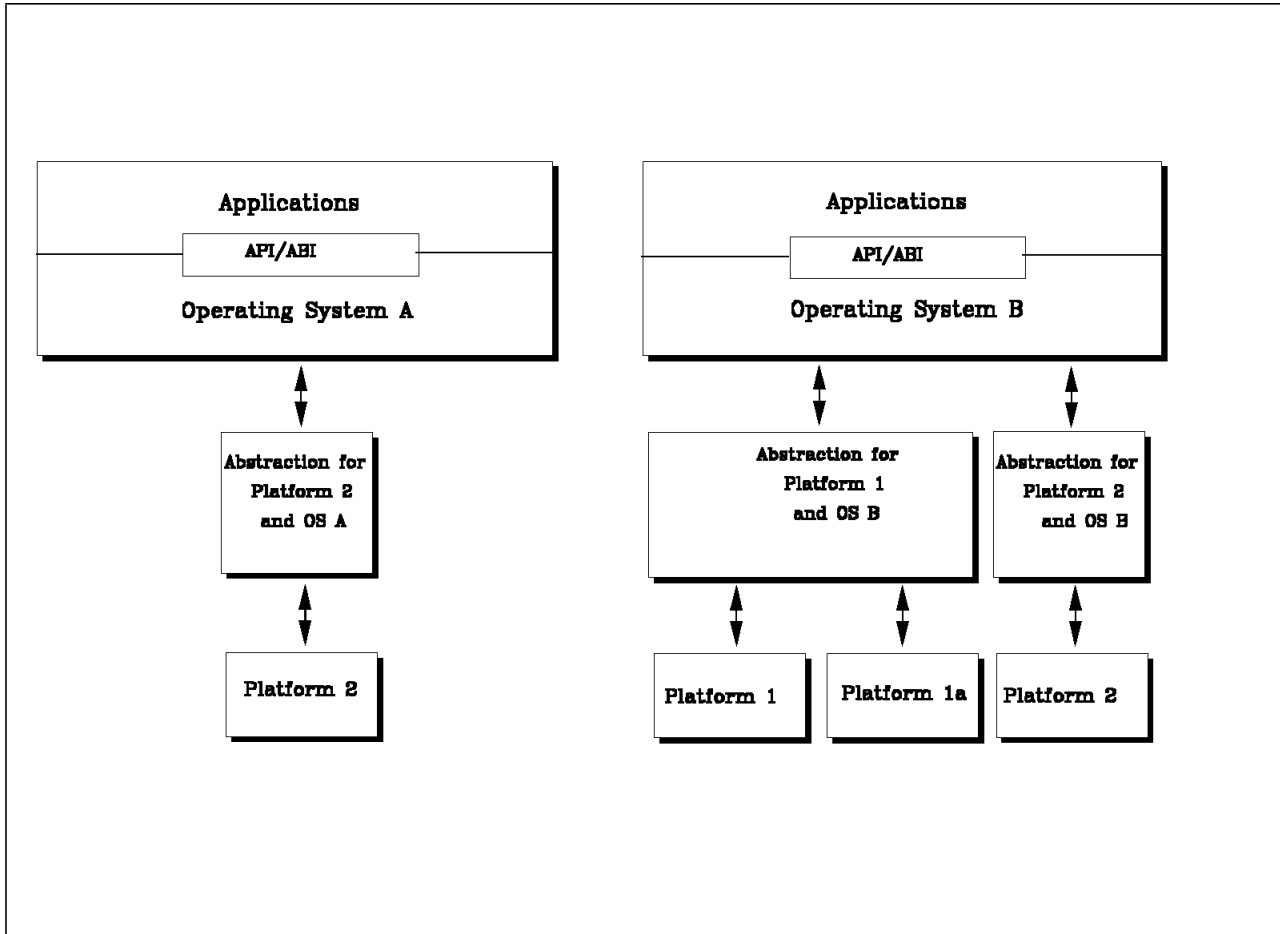 Applications
API/ABI
Operating System A
Abstraction for
Platform 2
and OS A
Platform 2
Applications
API/ABI
Operating System B
Abstraction for
Platform 1
and OS B
Abstraction for
Platform 2
and OS B
Platform 1
Platform 1a
Platform 2